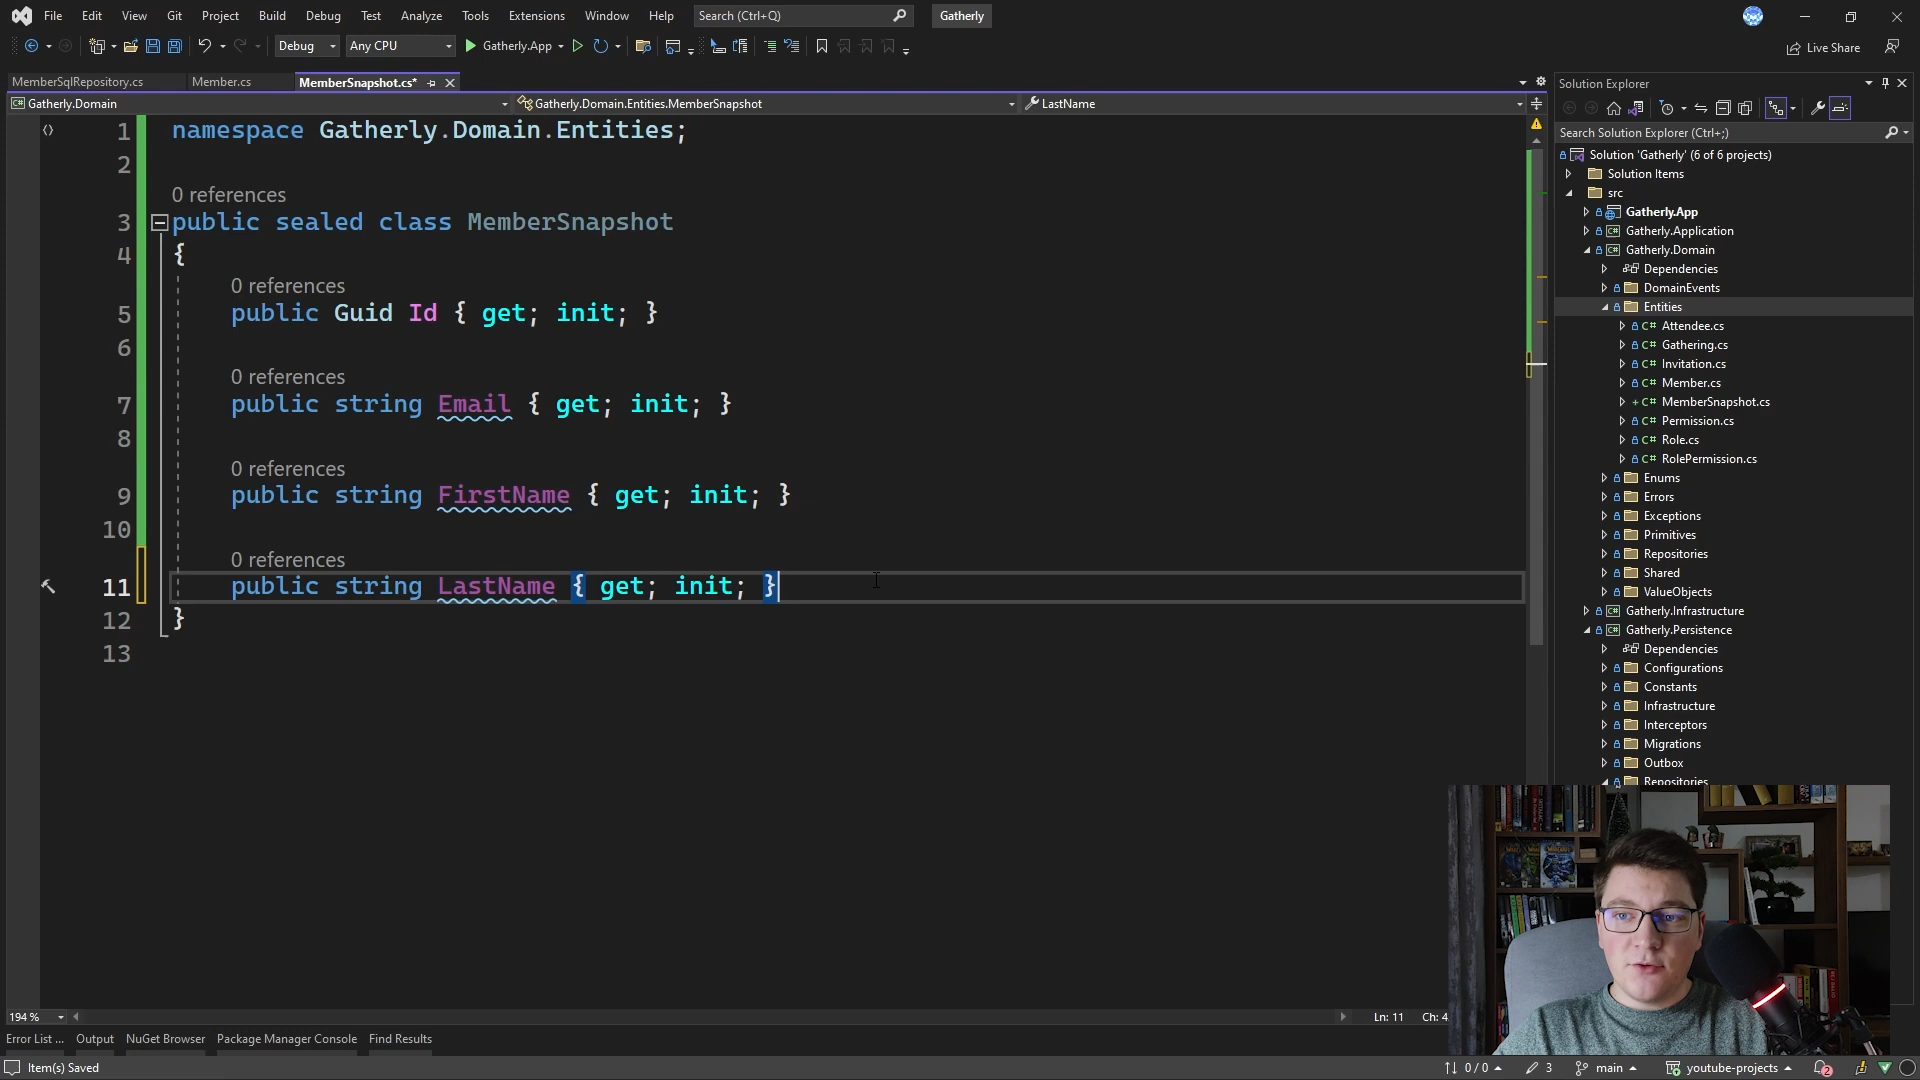 File Edit View Git Project Build Debug Test Analyze Tools Extensions Window Help Search (Ctrl+Q) Gatherly
Debug Any CPU Gatherly.App Live Share
MemberSqlRepository.cs Member.cs MemberSnapshot.cs*
Gatherly.Domain Gatherly.Domain.Entities.MemberSnapshot LastName
1 namespace Gatherly.Domain.Entities;
2
0 references
3 public sealed class MemberSnapshot
4 {
0 references
5 public Guid Id { get; init; }
6
0 references
7 public string Email { get; init; }
8
0 references
9 public string FirstName { get; init; }
10
0 references
11 public string LastName { get; init; }
12 }
13
194 % Ln: 11 Ch: 4
Error List ... Output NuGet Browser Package Manager Console Find Results
Item(s) Saved 0 / 0 3 main youtube-projects 2
Solution Explorer
Search Solution Explorer (Ctrl+;)
Solution 'Gatherly' (6 of 6 projects)
Solution Items
src
Gatherly.App
Gatherly.Application
Gatherly.Domain
Dependencies
DomainEvents
Entities
C# Attendee.cs
C# Gathering.cs
C# Invitation.cs
C# Member.cs
+ C# MemberSnapshot.cs
C# Permission.cs
C# Role.cs
C# RolePermission.cs
Enums
Errors
Exceptions
Primitives
Repositories
Shared
ValueObjects
Gatherly.Infrastructure
Gatherly.Persistence
Dependencies
Configurations
Constants
Infrastructure
Interceptors
Migrations
Outbox
Repositories